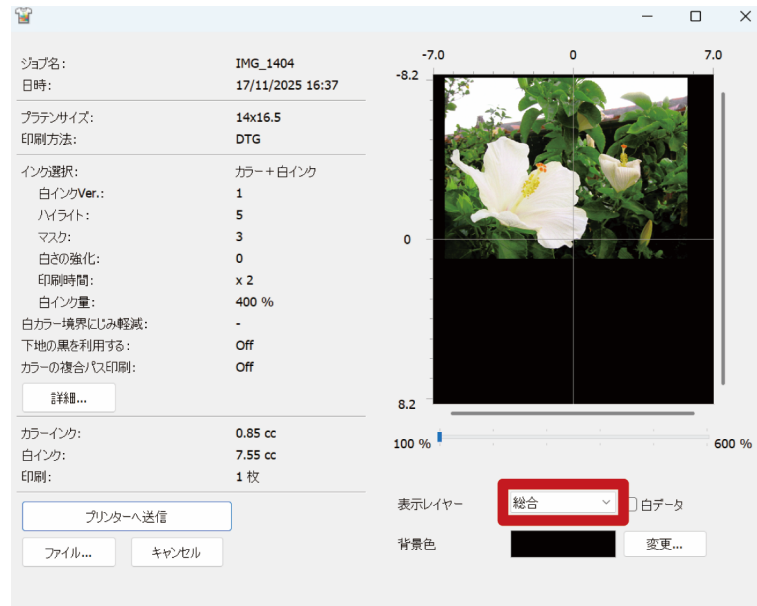 ジョブ名: IMG_1404
日時: 17/11/2025 16:37
プラテンサイズ: 14x16.5
印刷方法: DTG
インク選択: カラー＋白インク
白インクVer.: 1
ハイライト: 5
マスク: 3
白さの強化: 0
印刷時間: x 2
白インク量: 400 %
白カラー境界にじみ軽減: -
下地の黒を利用する: Off
カラーの複合パス印刷: Off
詳細...
カラーインク: 0.85 cc
白インク: 7.55 cc
印刷: 1 枚
プリンターへ送信
ファイル... キャンセル
-7.0 0 7.0
-8.2
0
8.2
100 % 600 %
表示レイヤー 総合 白データ
背景色 変更...